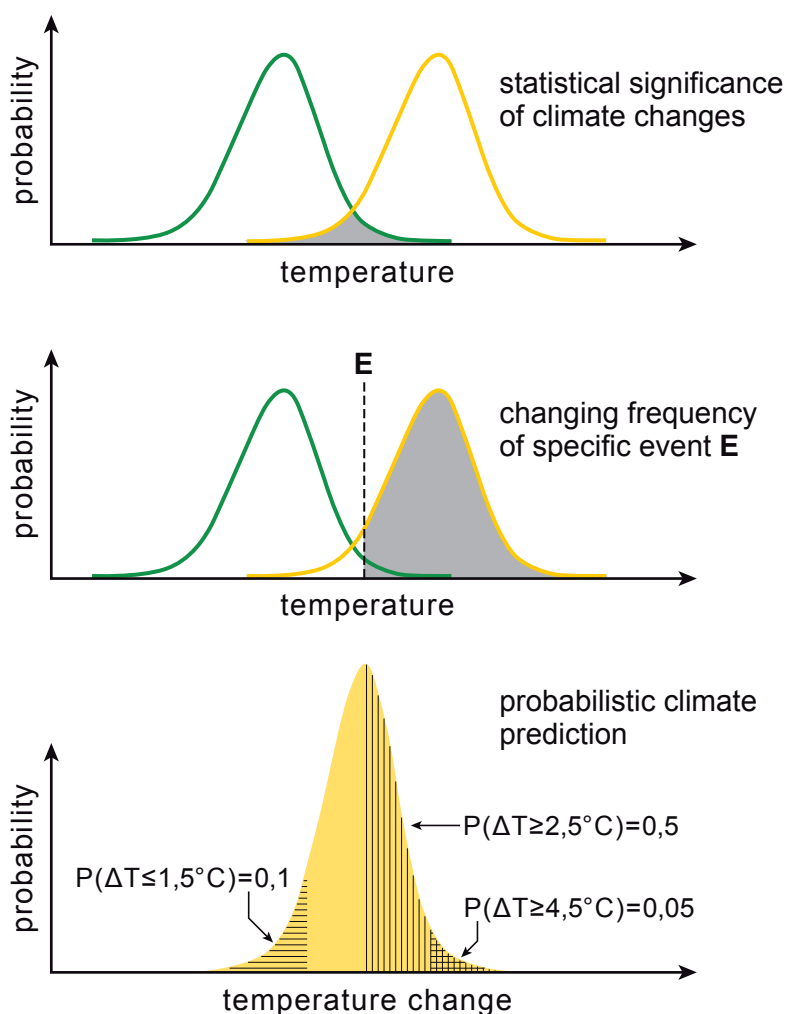 probability
statistical significance
of climate changes
temperature
E
probability
changing frequency
of specific event E
temperature
probabilistic climate
prediction
probability
P(ΔT≥2,5°C)=0,5
P(ΔT≤1,5°C)=0,1
P(ΔT≥4,5°C)=0,05
temperature change